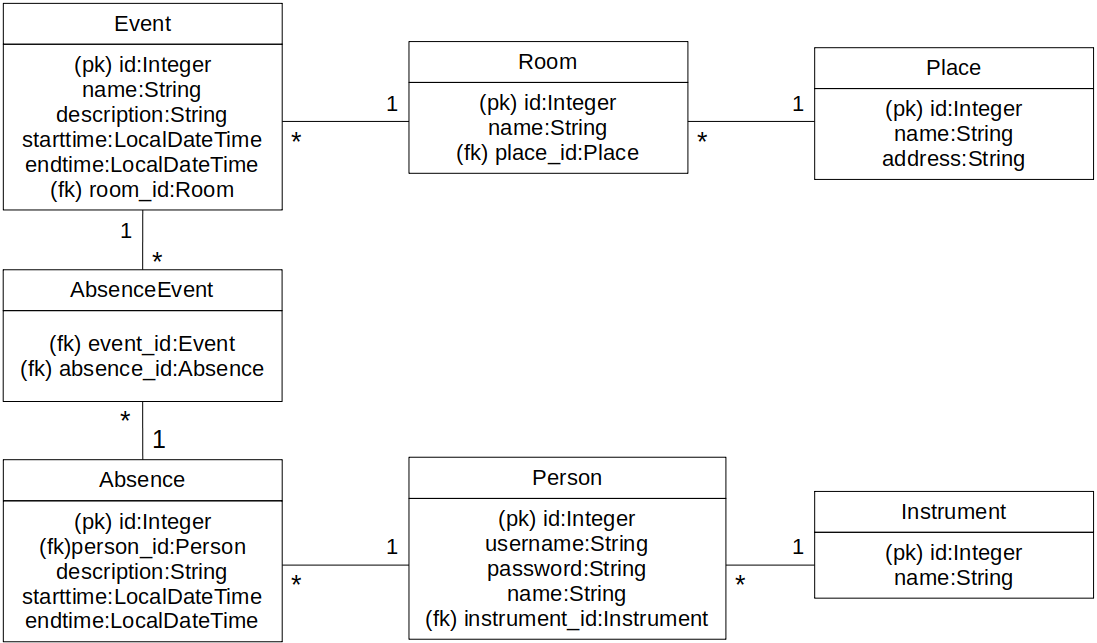 Event
(pk) id:Integer
name:String
description:String
starttime:LocalDateTime
endtime:LocalDateTime
(fk) room_id:Room
1
*
Room
(pk) id:Integer
name:String
(fk) place_id:Place
1
*
Place
(pk) id:Integer
name:String
address:String
1
*
AbsenceEvent
(fk) event_id:Event
(fk) absence_id:Absence
*
1
Absence
(pk) id:Integer
(fk)person_id:Person
description:String
starttime:LocalDateTime
endtime:LocalDateTime
1
*
Person
(pk) id:Integer
username:String
password:String
name:String
(fk) instrument_id:Instrument
1
*
Instrument
(pk) id:Integer
name:String